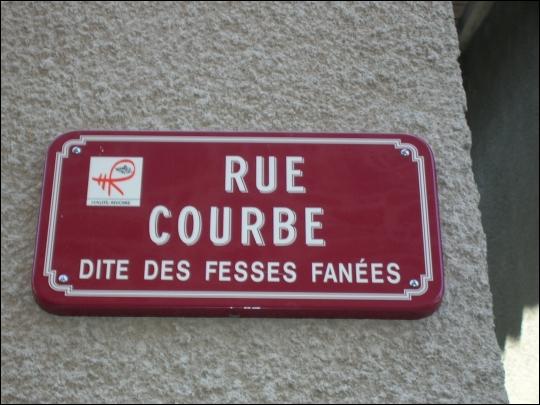 RUE
COURBE
DITE DES FESSES FANÉES